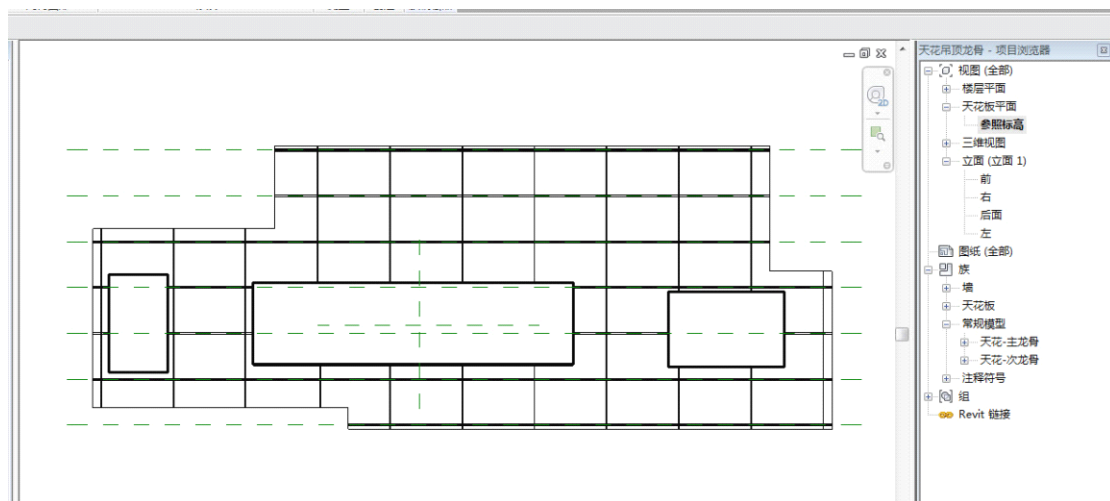 2D
天花吊顶龙骨 - 项目浏览器
视图 (全部)
楼层平面
天花板平面
参照标高
三维视图
立面 (立面 1)
前
右
后面
左
图纸 (全部)
族
墙
天花板
常规模型
天花-主龙骨
天花-次龙骨
注释符号
组
Revit 链接